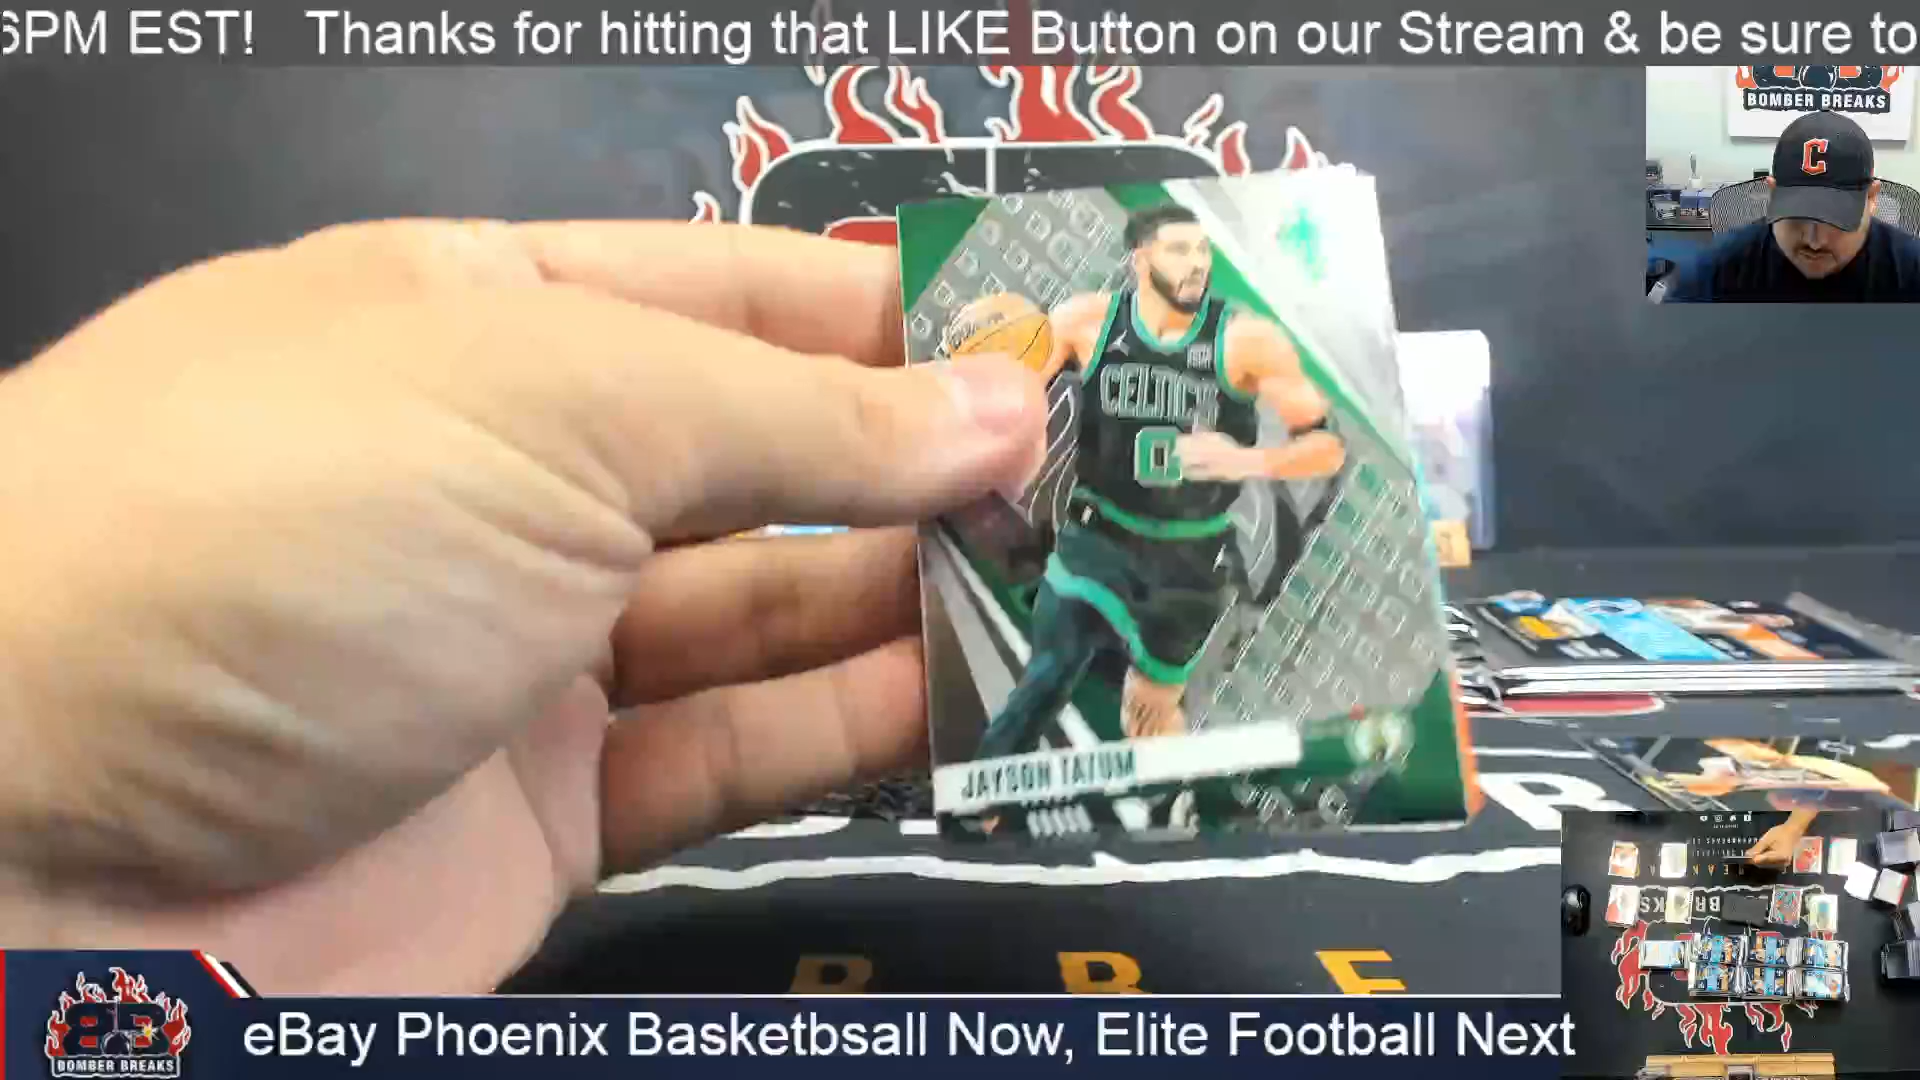 6PM EST!   Thanks for hitting that LIKE Button on our Stream & be sure to
BOMBER BREAKS
C
CELTICS
0
JAYSON TATUM
B R E
BOMBER BREAKS
eBay Phoenix Basketbsall Now, Elite Football Next